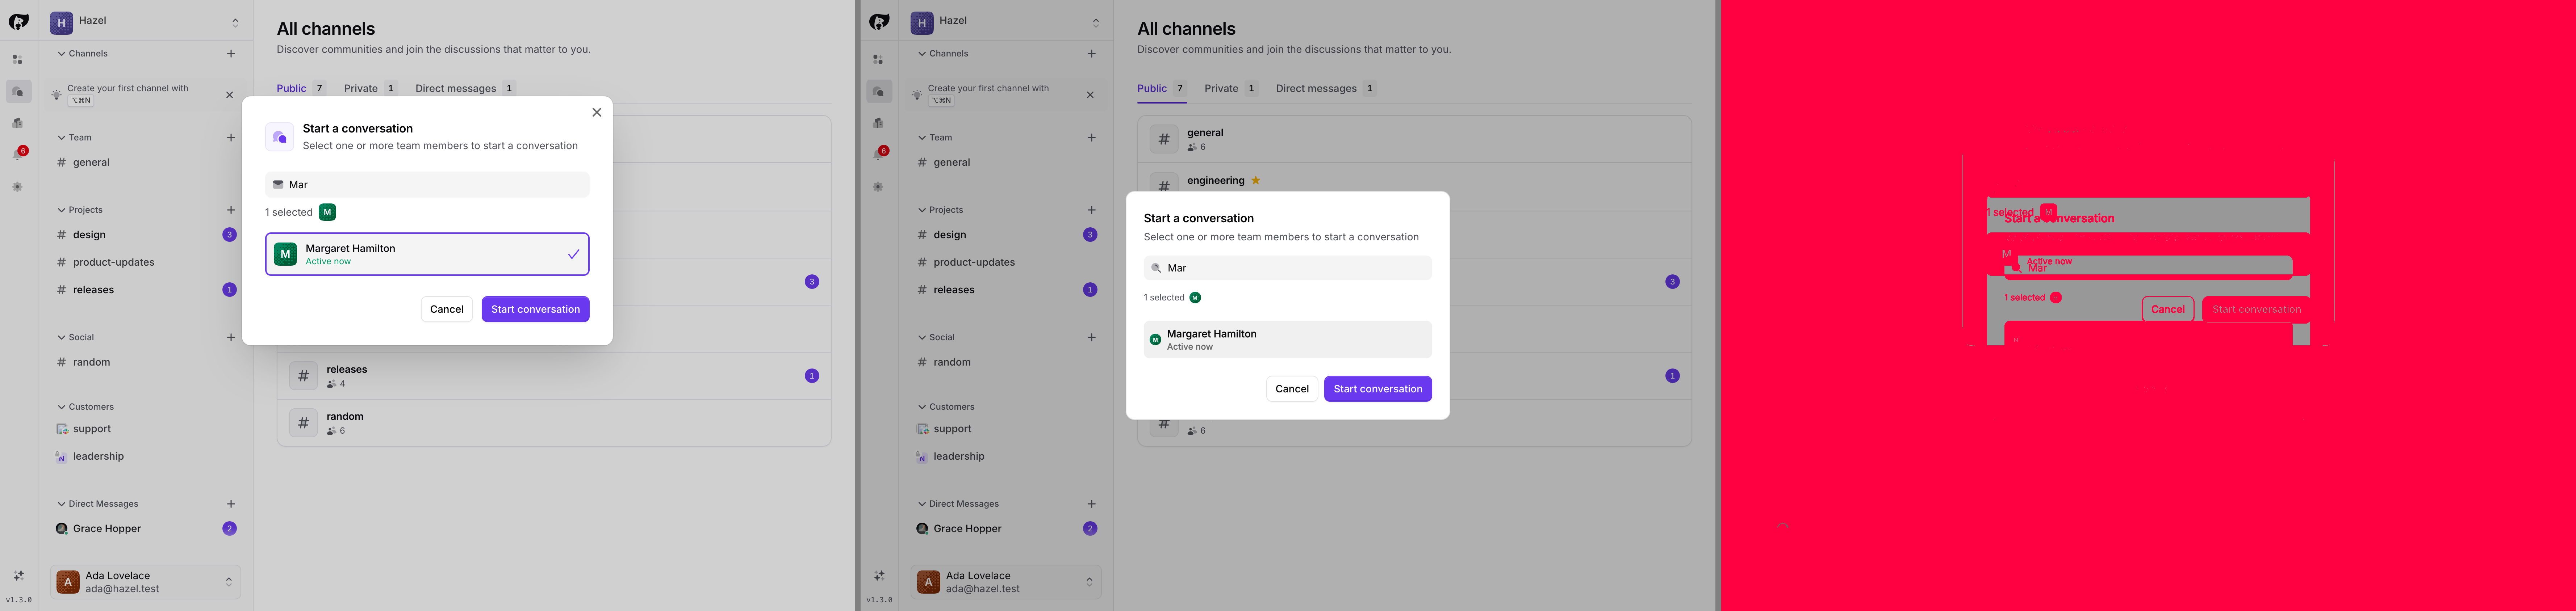 H Hazel
Channels
Create your first channel with
⌥⌘N
Team
# general
6
Projects
# design 3
# product-updates
# releases 1
Social
# random
Customers
support
leadership
Direct Messages
Grace Hopper 2
A Ada Lovelace
ada@hazel.test
v1.3.0
All channels
Discover communities and join the discussions that matter to you.
Public 7 Private 1 Direct messages 1
Start a conversation
Select one or more team members to start a conversation
Mar
1 selected M
M Margaret Hamilton
Active now
Cancel Start conversation
3
# releases
4
1
# random
6
H Hazel
Channels
Create your first channel with
⌥⌘N
Team
# general
6
Projects
# design 3
# product-updates
# releases 1
Social
# random
Customers
support
leadership
Direct Messages
Grace Hopper 2
A Ada Lovelace
ada@hazel.test
v1.3.0
All channels
Discover communities and join the discussions that matter to you.
Public 7 Private 1 Direct messages 1
# general
6
# engineering
3
1
# 6
Start a conversation
Select one or more team members to start a conversation
Mar
1 selected M
M Margaret Hamilton
Active now
Cancel Start conversation
1 selected M
Start a conversation
M
Active now
Mar
1 selected
Cancel Start conversation